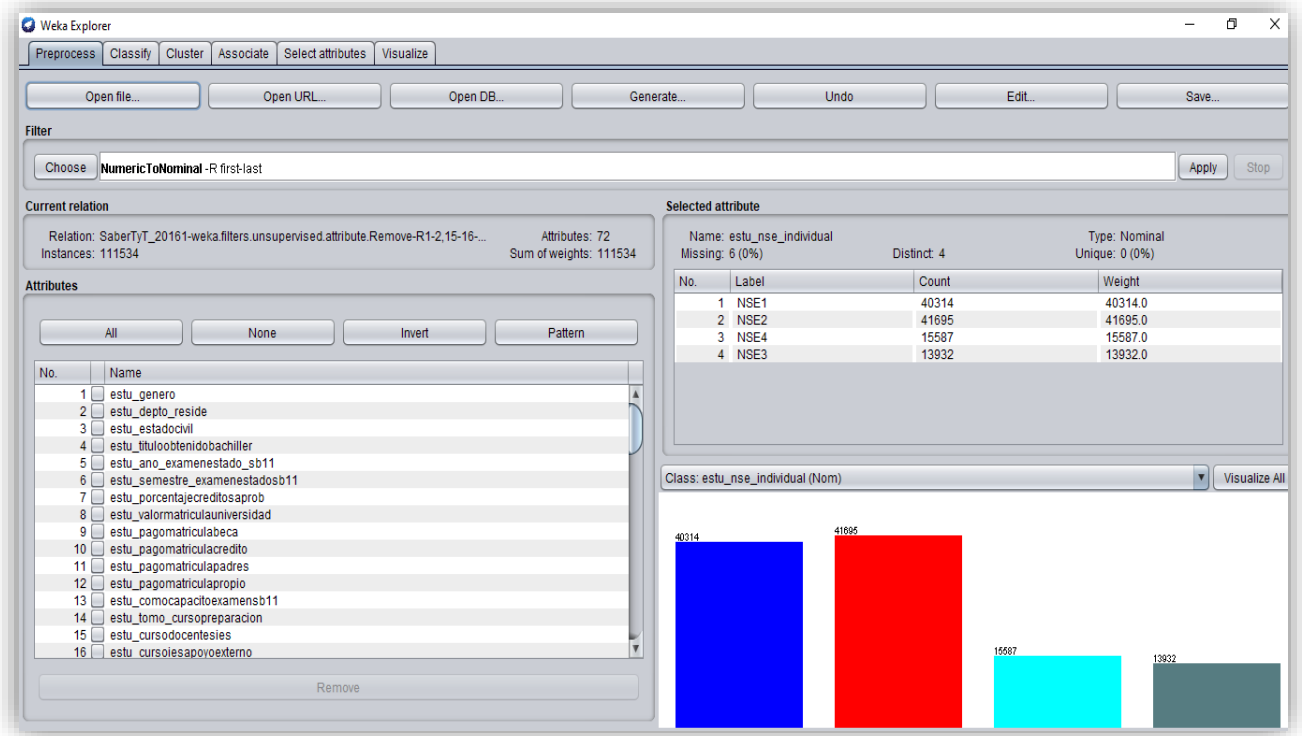 Weka Explorer
Preprocess Classify Cluster Associate Select attributes Visualize
Open file... Open URL... Open DB... Generate... Undo Edit... Save...
Filter
Choose NumericToNominal -R first-last Apply Stop
Current relation
Relation: SaberTyT_20161-weka.filters.unsupervised.attribute.Remove-R1-2,15-16-... Attributes: 72
Instances: 111534 Sum of weights: 111534
Attributes
All None Invert Pattern
No. Name
1 estu_genero
2 estu_depto_reside
3 estu_estadocivil
4 estu_tituloobtenidobachiller
5 estu_ano_examenestado_sb11
6 estu_semestre_examenestadosb11
7 estu_porcentajecreditosaprob
8 estu_valormatriculauniversidad
9 estu_pagomatriculabeca
10 estu_pagomatriculacredito
11 estu_pagomatriculapadres
12 estu_pagomatriculapropio
13 estu_comocapacitoexamensb11
14 estu_tomo_cursopreparacion
15 estu_cursodocentesies
16 estu_cursoiesapoyoexterno
Remove
Selected attribute
Name: estu_nse_individual Type: Nominal
Missing: 6 (0%) Distinct: 4 Unique: 0 (0%)
No. Label Count Weight
1 NSE1 40314 40314.0
2 NSE2 41695 41695.0
3 NSE4 15587 15587.0
4 NSE3 13932 13932.0
Class: estu_nse_individual (Nom) Visualize All
40314
41695
15587
13932